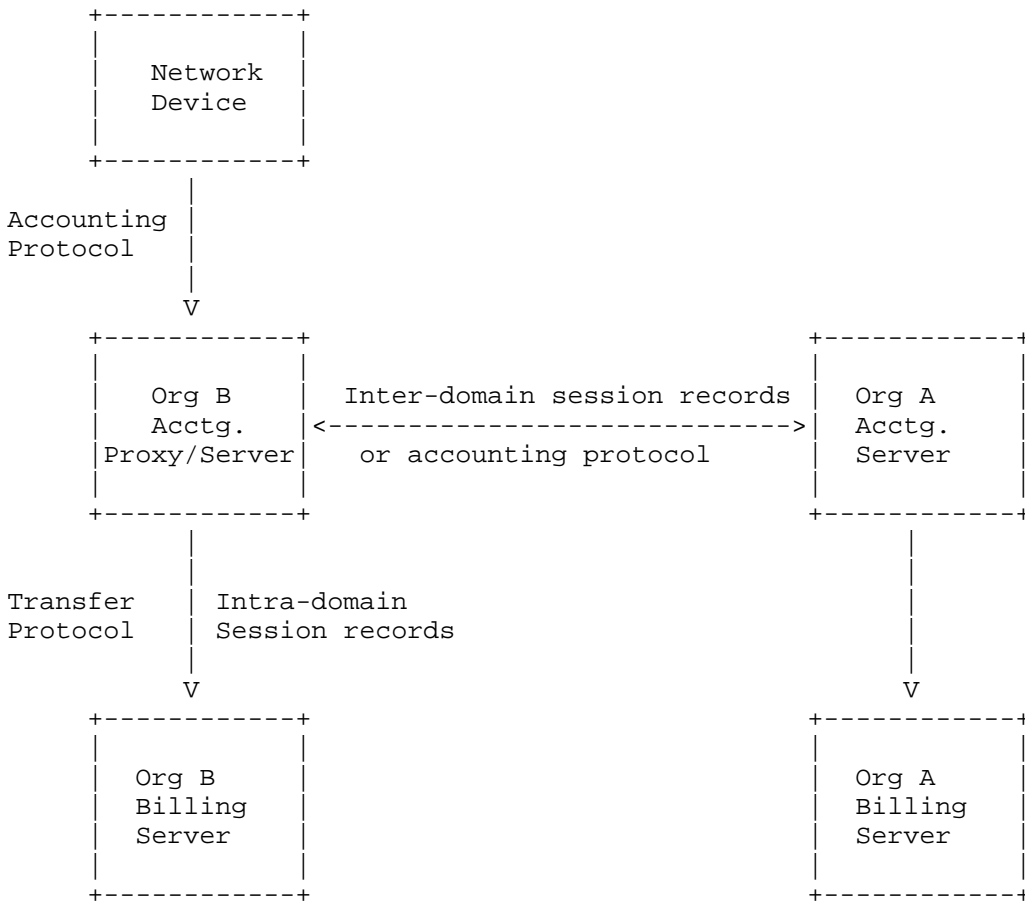 Network
Device
Accounting
Protocol
V
Org B Inter-domain session records Org A
Acctg. <-----------------------------> Acctg.
Proxy/Server or accounting protocol Server
Transfer Intra-domain
Protocol Session records
V V
Org B Org A
Billing Billing
Server Server